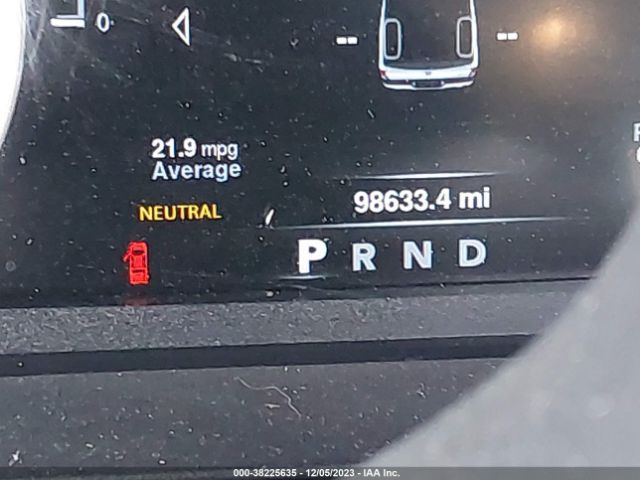 0
-- --
21.9 mpg
Average
98633.4 mi
NEUTRAL
P R N D
000-38225635 - 12/05/2023 - IAA Inc.